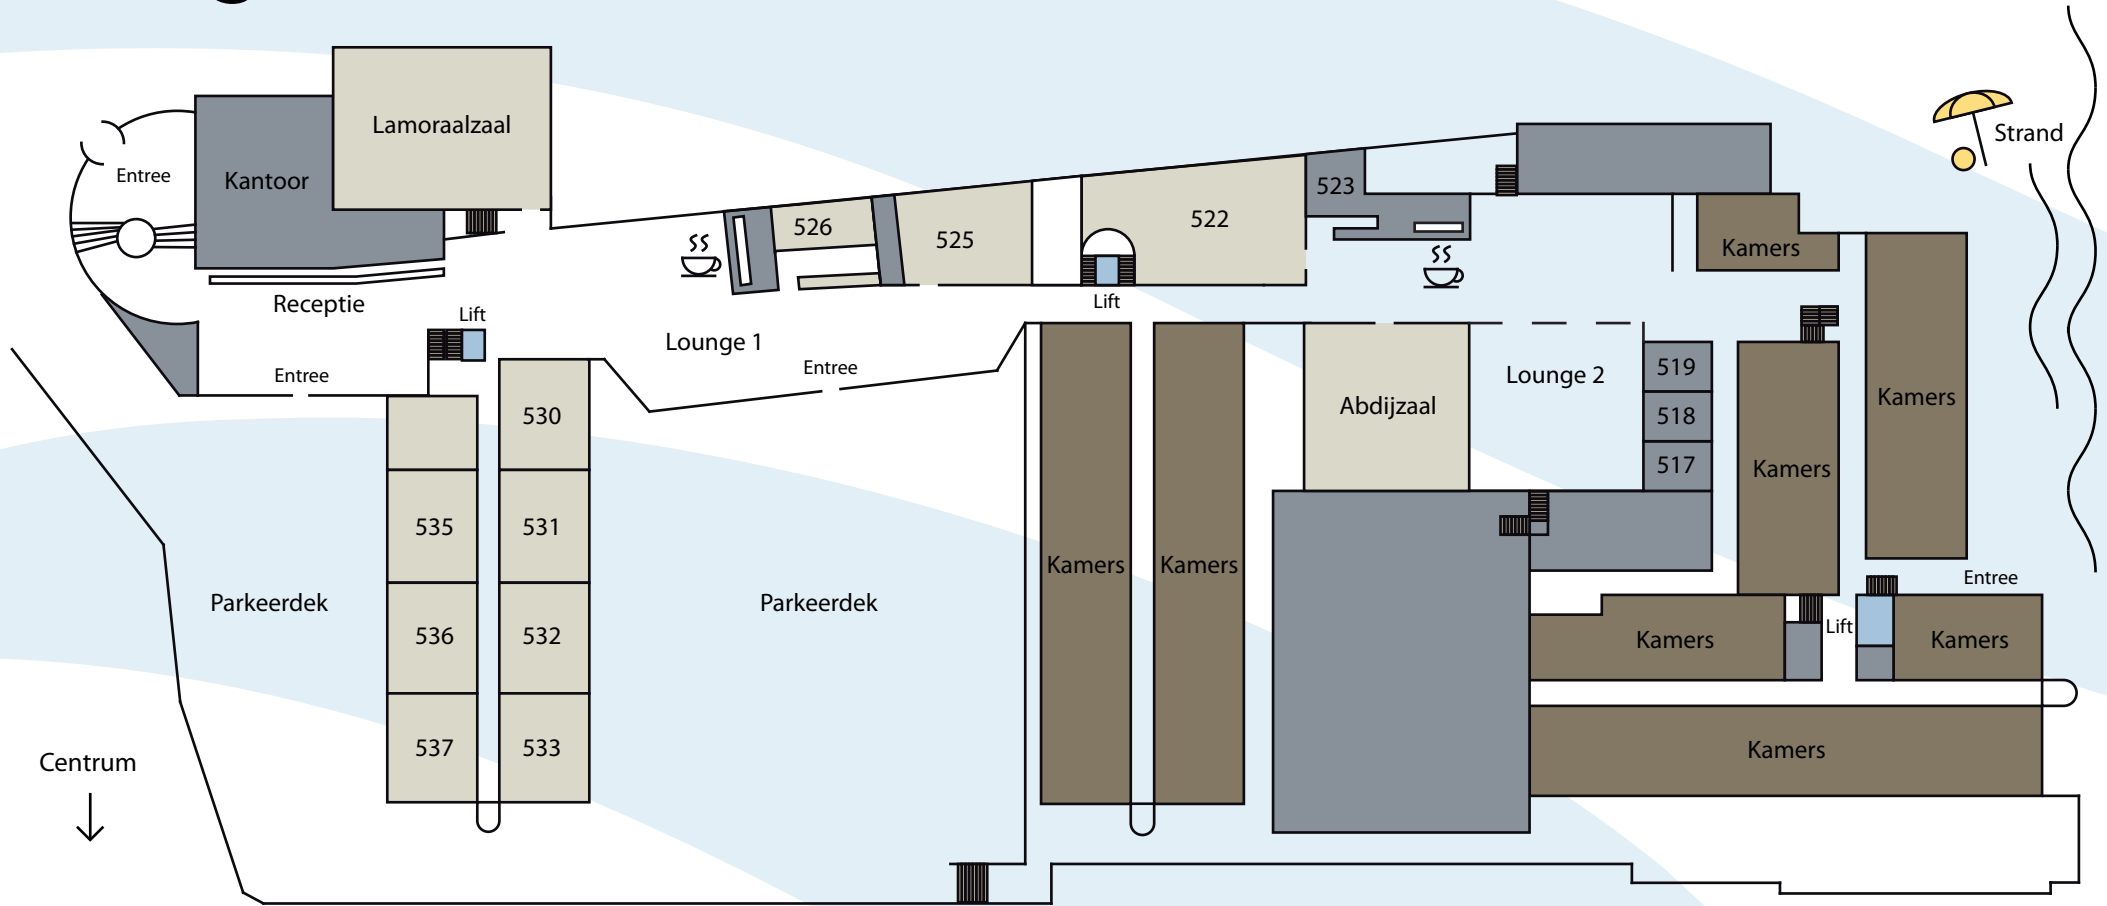 Lamoraalzaal
Entree
Kantoor
Receptie
Lift
Entree
Lounge 1
Entree
526
525
522
523
Lift
Strand
Kamers
Kamers
Kamers
Abdijzaal
Lounge 2
519
518
517
530
535
531
536
532
537
533
Parkeerdek
Parkeerdek
Kamers
Kamers
Entree
Kamers
Lift
Kamers
Kamers
Centrum